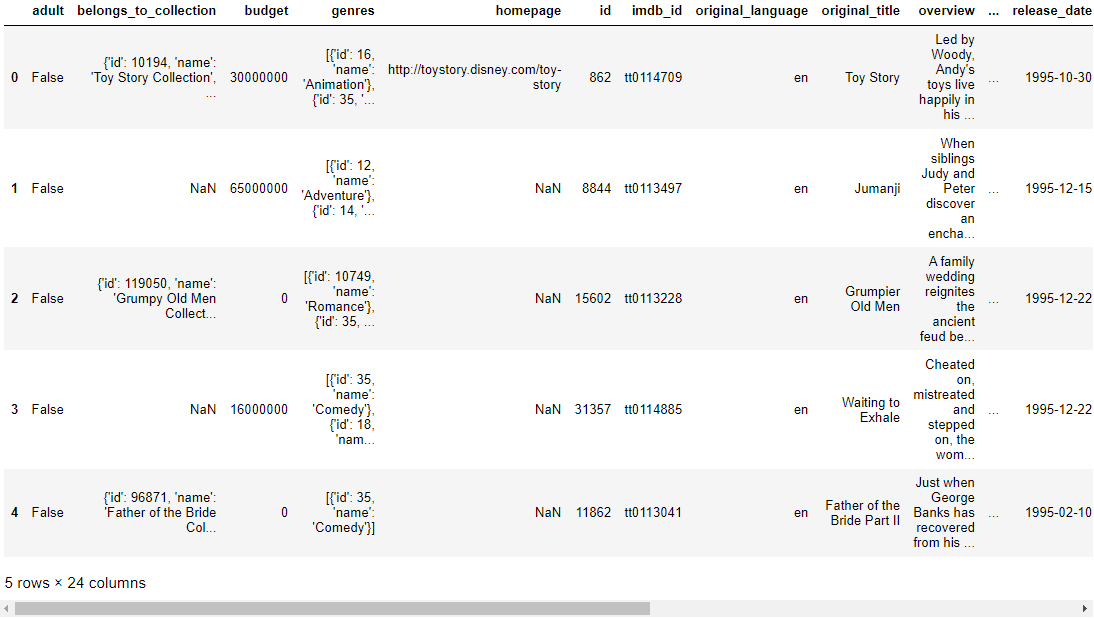 adult belongs_to_collection budget genres homepage id imdb_id original_language original_title overview ... release_date
0 False {'id': 10194, 'name': 'Toy Story Collection', ... 30000000 [{'id': 16, 'name': 'Animation'}, {'id': 35, '... http://toystory.disney.com/toy-story 862 tt0114709 en Toy Story Led by Woody, Andy's toys live happily in his ... ... 1995-10-30
1 False NaN 65000000 [{'id': 12, 'name': 'Adventure'}, {'id': 14, '... NaN 8844 tt0113497 en Jumanji When siblings Judy and Peter discover an encha... ... 1995-12-15
2 False {'id': 119050, 'name': 'Grumpy Old Men Collect... 0 [{'id': 10749, 'name': 'Romance'}, {'id': 35, ... NaN 15602 tt0113228 en Grumpier Old Men A family wedding reignites the ancient feud be... ... 1995-12-22
3 False NaN 16000000 [{'id': 35, 'name': 'Comedy'}, {'id': 18, 'nam... NaN 31357 tt0114885 en Waiting to Exhale Cheated on, mistreated and stepped on, the wom... ... 1995-12-22
4 False {'id': 96871, 'name': 'Father of the Bride Col... 0 [{'id': 35, 'name': 'Comedy'}] NaN 11862 tt0113041 en Father of the Bride Part II Just when George Banks has recovered from his ... ... 1995-02-10
5 rows × 24 columns